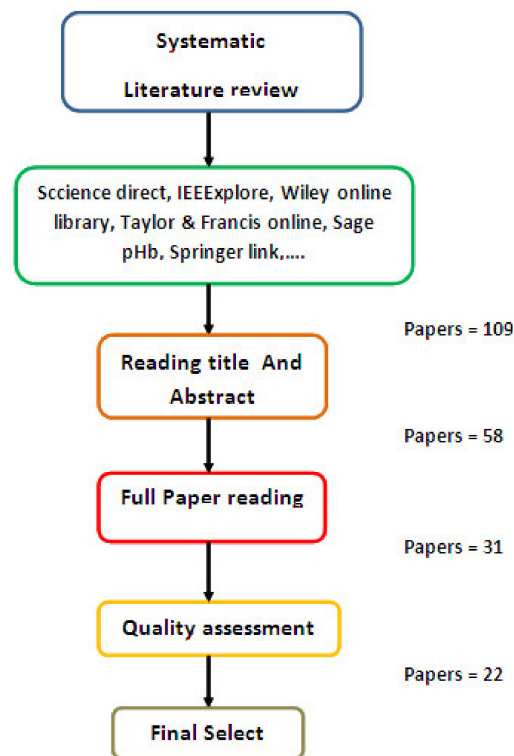 Systematic
Literature review
Sccience direct, IEEExplore, Wiley online
library, Taylor & Francis online, Sage
pHb, Springer link,....
Papers = 109
Reading title And
Abstract
Papers = 58
Full Paper reading
Papers = 31
Quality assessment
Papers = 22
Final Select